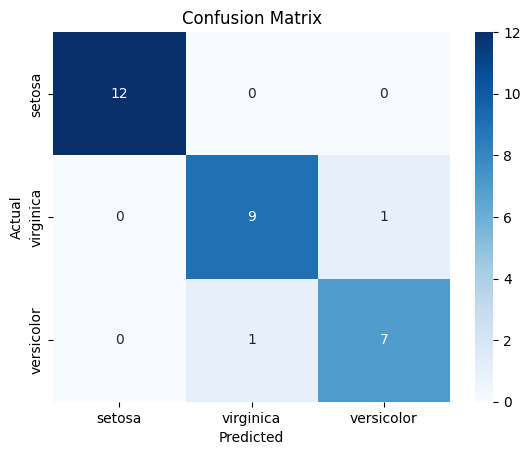 Confusion Matrix
setosa
12 0 0
12
10
virginica
0 9 1
8
6
Actual
versicolor
0 1 7
4
2
0
setosa virginica versicolor
Predicted